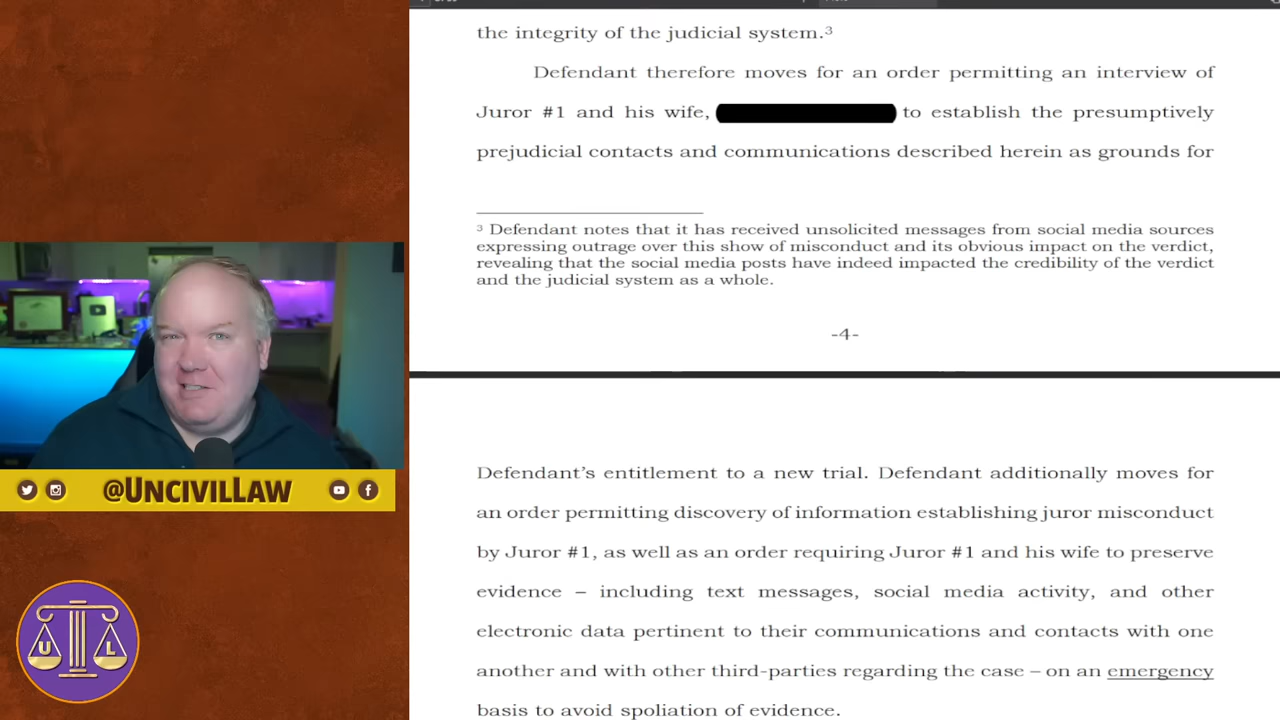 the integrity of the judicial system.³
Defendant therefore moves for an order permitting an interview of
Juror #1 and his wife, to establish the presumptively
prejudicial contacts and communications described herein as grounds for
³ Defendant notes that it has received unsolicited messages from social media sources
expressing outrage over this show of misconduct and its obvious impact on the verdict,
revealing that the social media posts have indeed impacted the credibility of the verdict
and the judicial system as a whole.
-4-
Defendant's entitlement to a new trial. Defendant additionally moves for
an order permitting discovery of information establishing juror misconduct
by Juror #1, as well as an order requiring Juror #1 and his wife to preserve
evidence – including text messages, social media activity, and other
electronic data pertinent to their communications and contacts with one
another and with other third-parties regarding the case – on an emergency
basis to avoid spoliation of evidence.
@UNCIVILLAW
U L